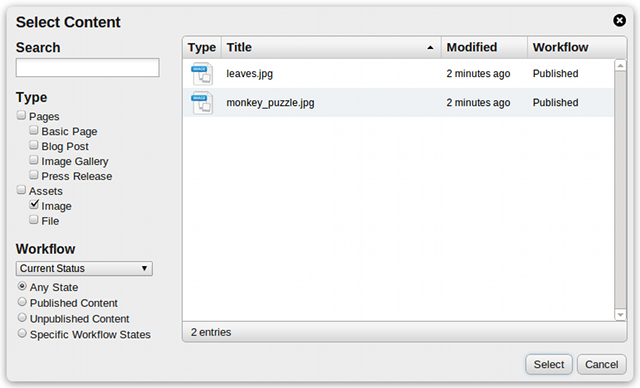 Select Content
Search
Type
Pages
Basic Page
Blog Post
Image Gallery
Press Release
Assets
Image
File
Workflow
Current Status
Any State
Published Content
Unpublished Content
Specific Workflow States
Type Title Modified Workflow
IMAGE leaves.jpg 2 minutes ago Published
IMAGE monkey_puzzle.jpg 2 minutes ago Published
2 entries
Select Cancel